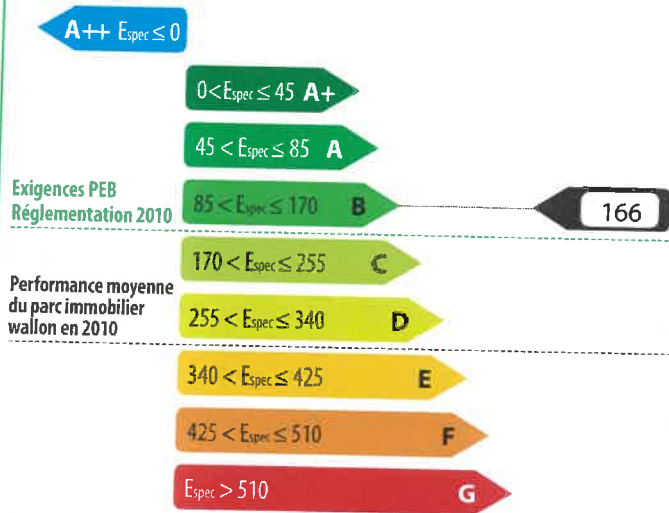 A++ Espec ≤ 0
0 < Espec ≤ 45 A+
45 < Espec ≤ 85 A
Exigences PEB
Réglementation 2010
85 < Espec ≤ 170 B
166
170 < Espec ≤ 255 C
Performance moyenne
du parc immobilier
wallon en 2010
255 < Espec ≤ 340 D
340 < Espec ≤ 425 E
425 < Espec ≤ 510 F
Espec > 510 G